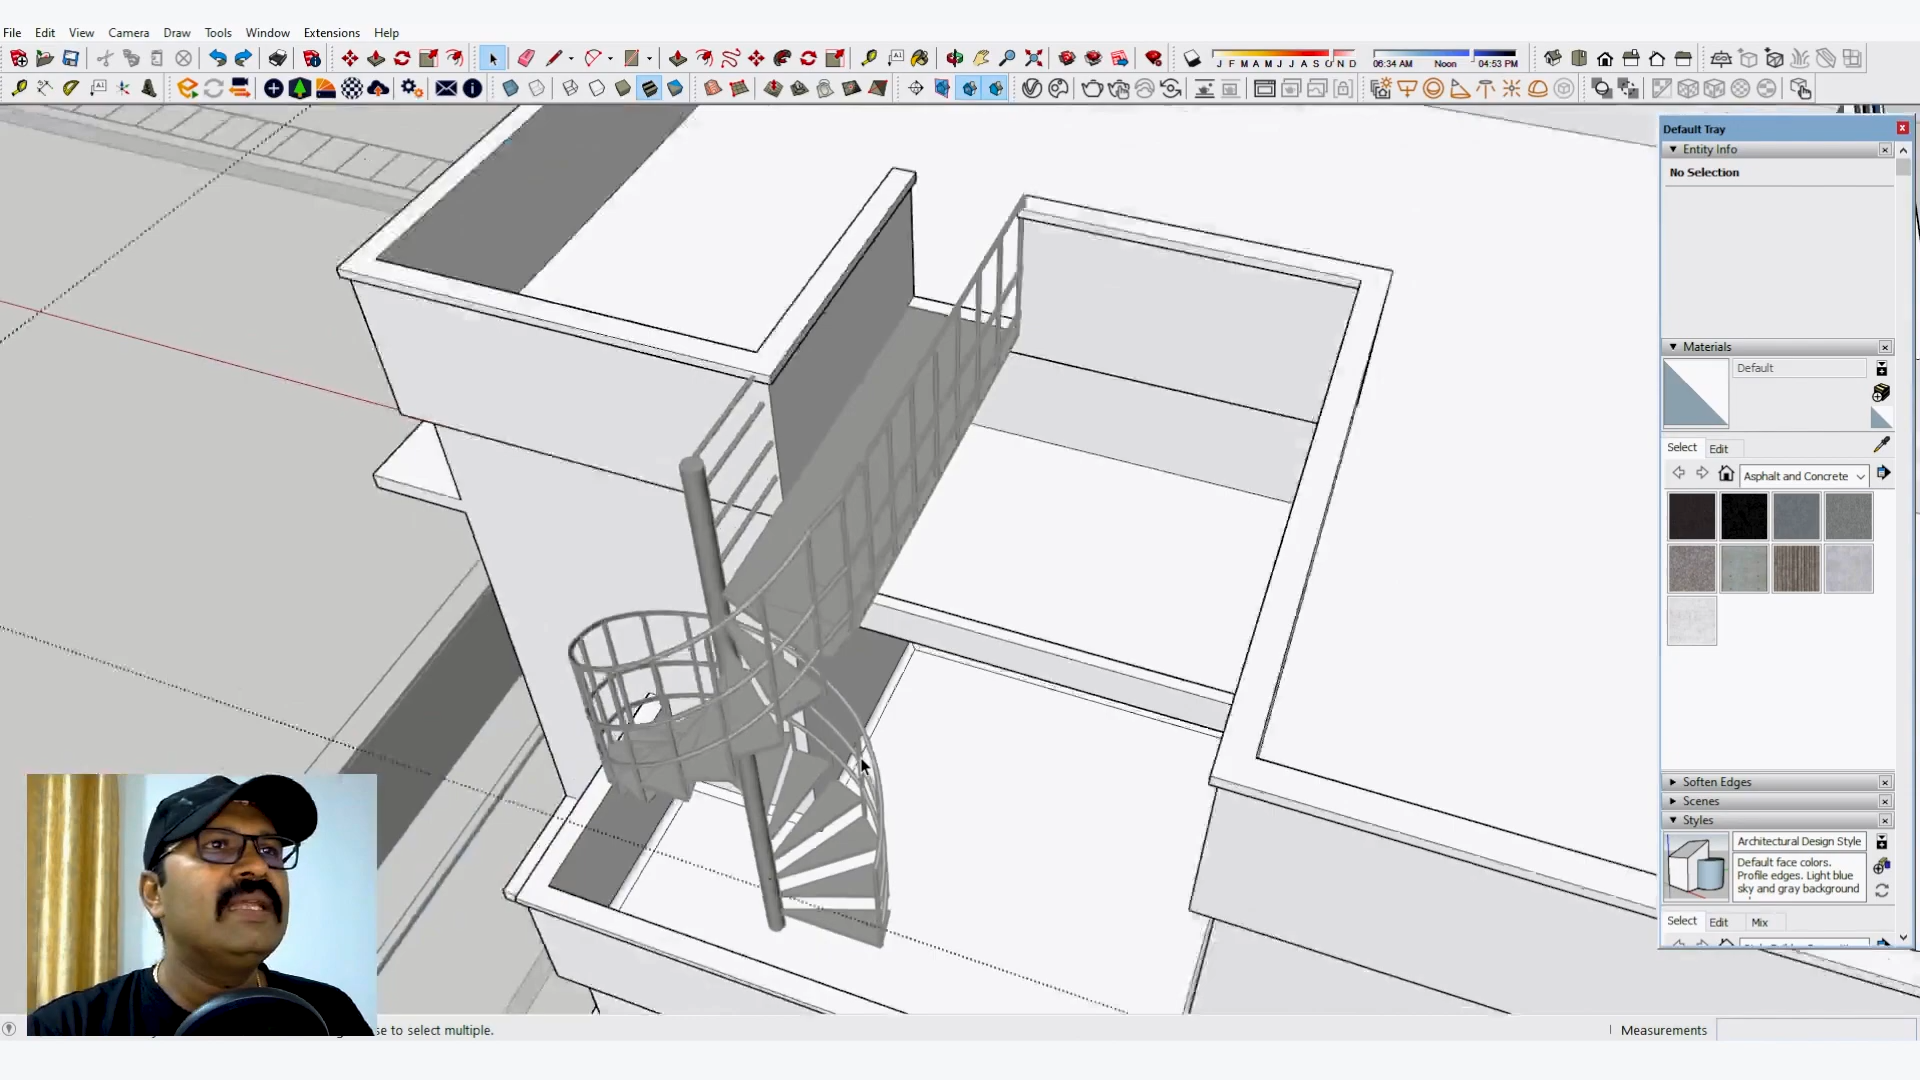 File Edit View Camera Draw Tools Window Extensions Help
J F M A M J J A S O N D 06:34 AM Noon 04:53 PM
Default Tray
Entity Info
No Selection
Materials
Default
Select Edit
Asphalt and Concrete
Soften Edges
Scenes
Styles
Architectural Design Style
Default face colors.
Profile edges. Light blue
sky and gray background
Select Edit Mix
se to select multiple.
Measurements